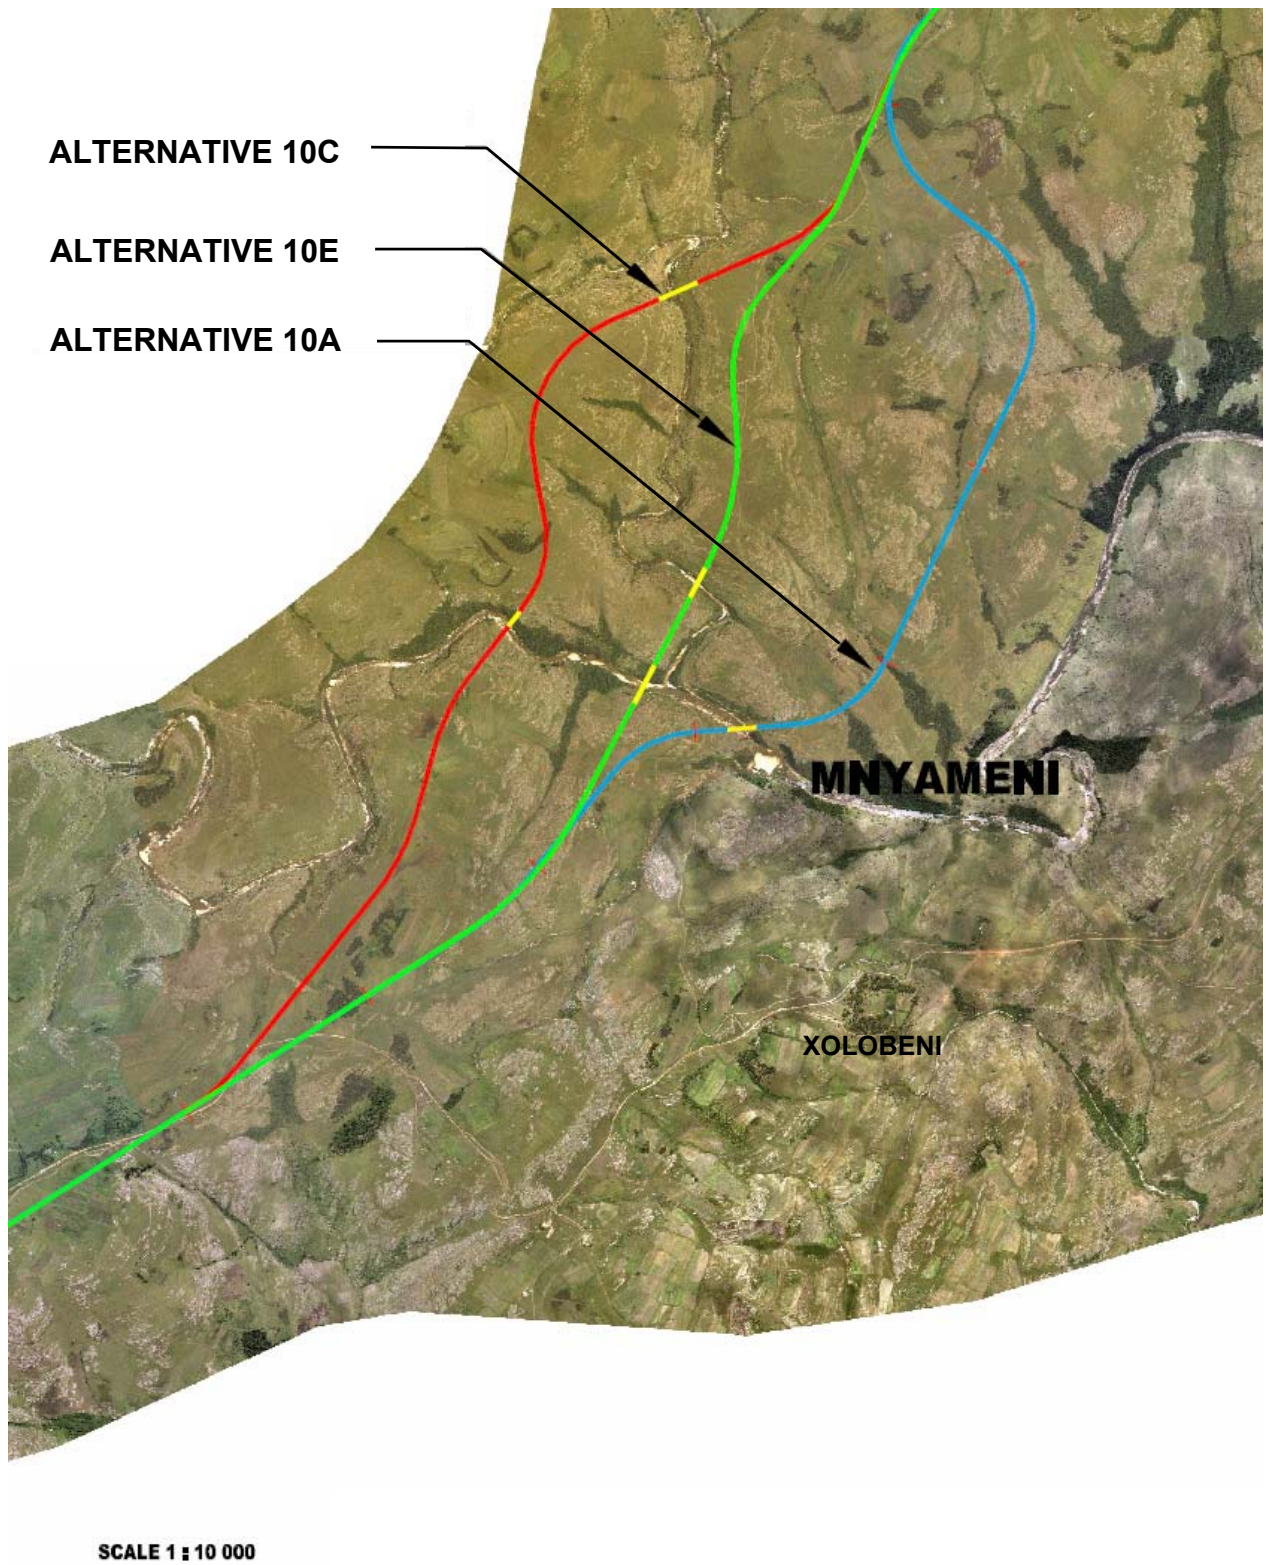 ALTERNATIVE 10C
ALTERNATIVE 10E
ALTERNATIVE 10A
MNYAMENI
XOLOBENI
SCALE 1 : 10 000